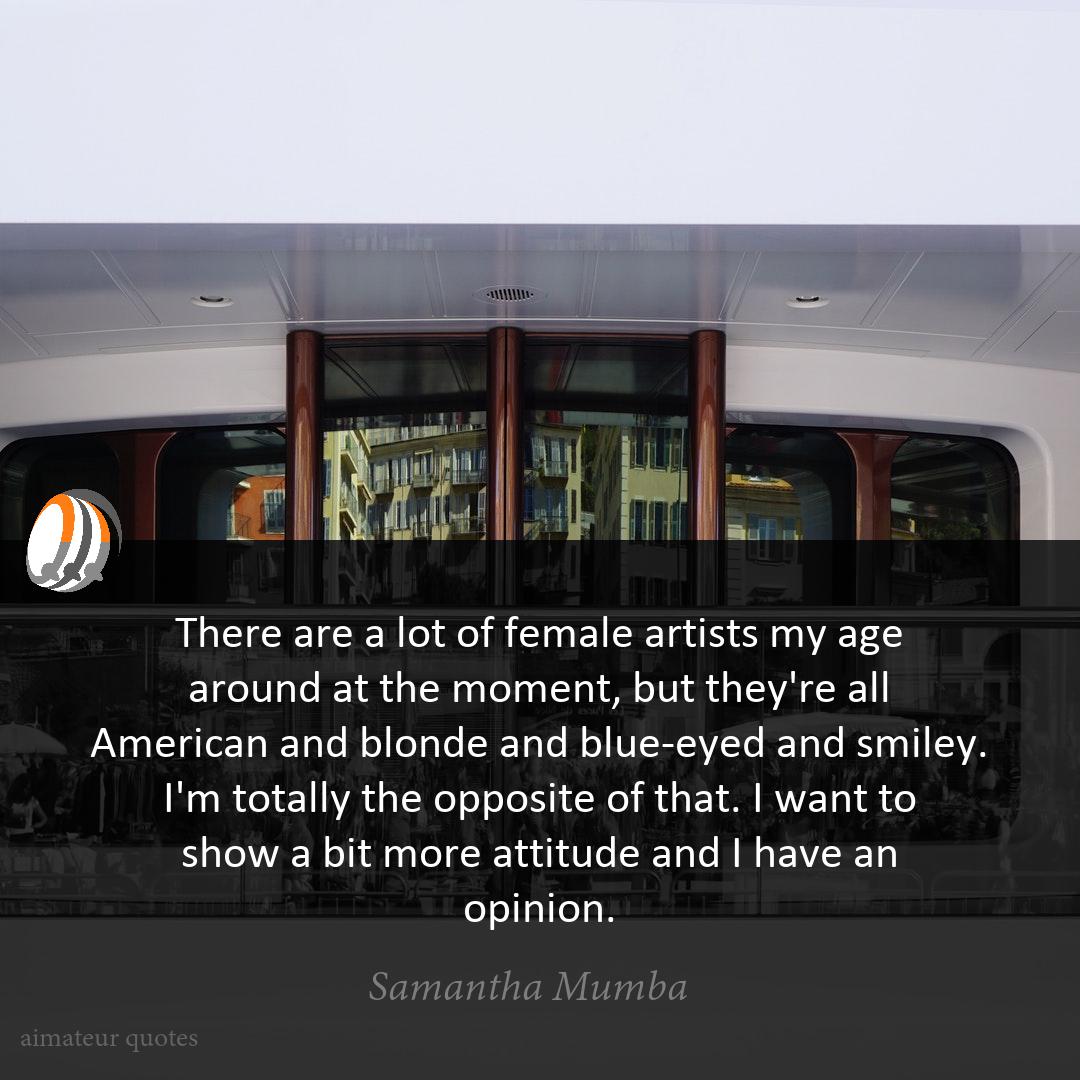 There are a lot of female artists my age
around at the moment, but they're all
American and blonde and blue-eyed and smiley.
I'm totally the opposite of that. I want to
show a bit more attitude and I have an
opinion.
Samantha Mumba
aimateur quotes